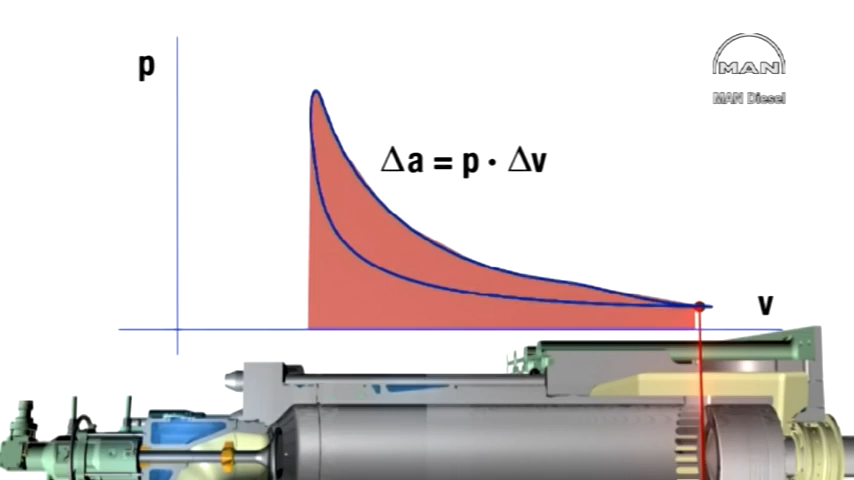 p
MAN
MAN Diesel
Δa = p · Δv
v